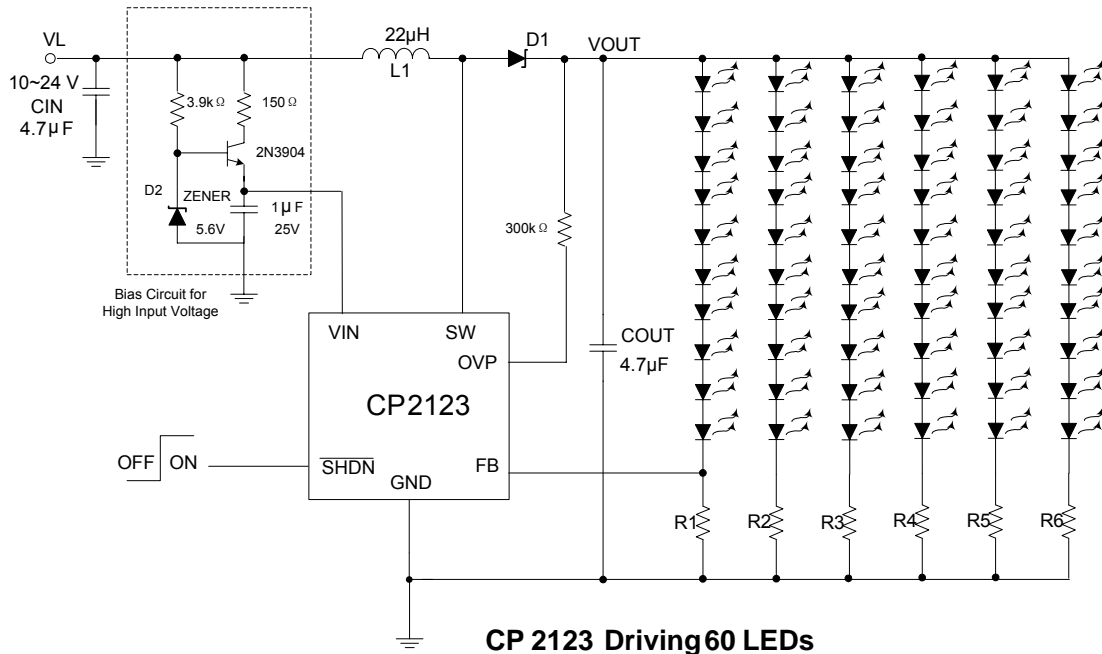 VL
10~24 V
CIN
4.7μF
3.9kΩ
150Ω
2N3904
D2
ZENER
5.6V
1μF
25V
Bias Circuit for
High Input Voltage
22μH
L1
D1
VOUT
300kΩ
COUT
4.7μF
VIN
SW
OVP
CP2123
SHDN
FB
GND
OFF
ON
R1
R2
R3
R4
R5
R6
CP 2123 Driving 60 LEDs